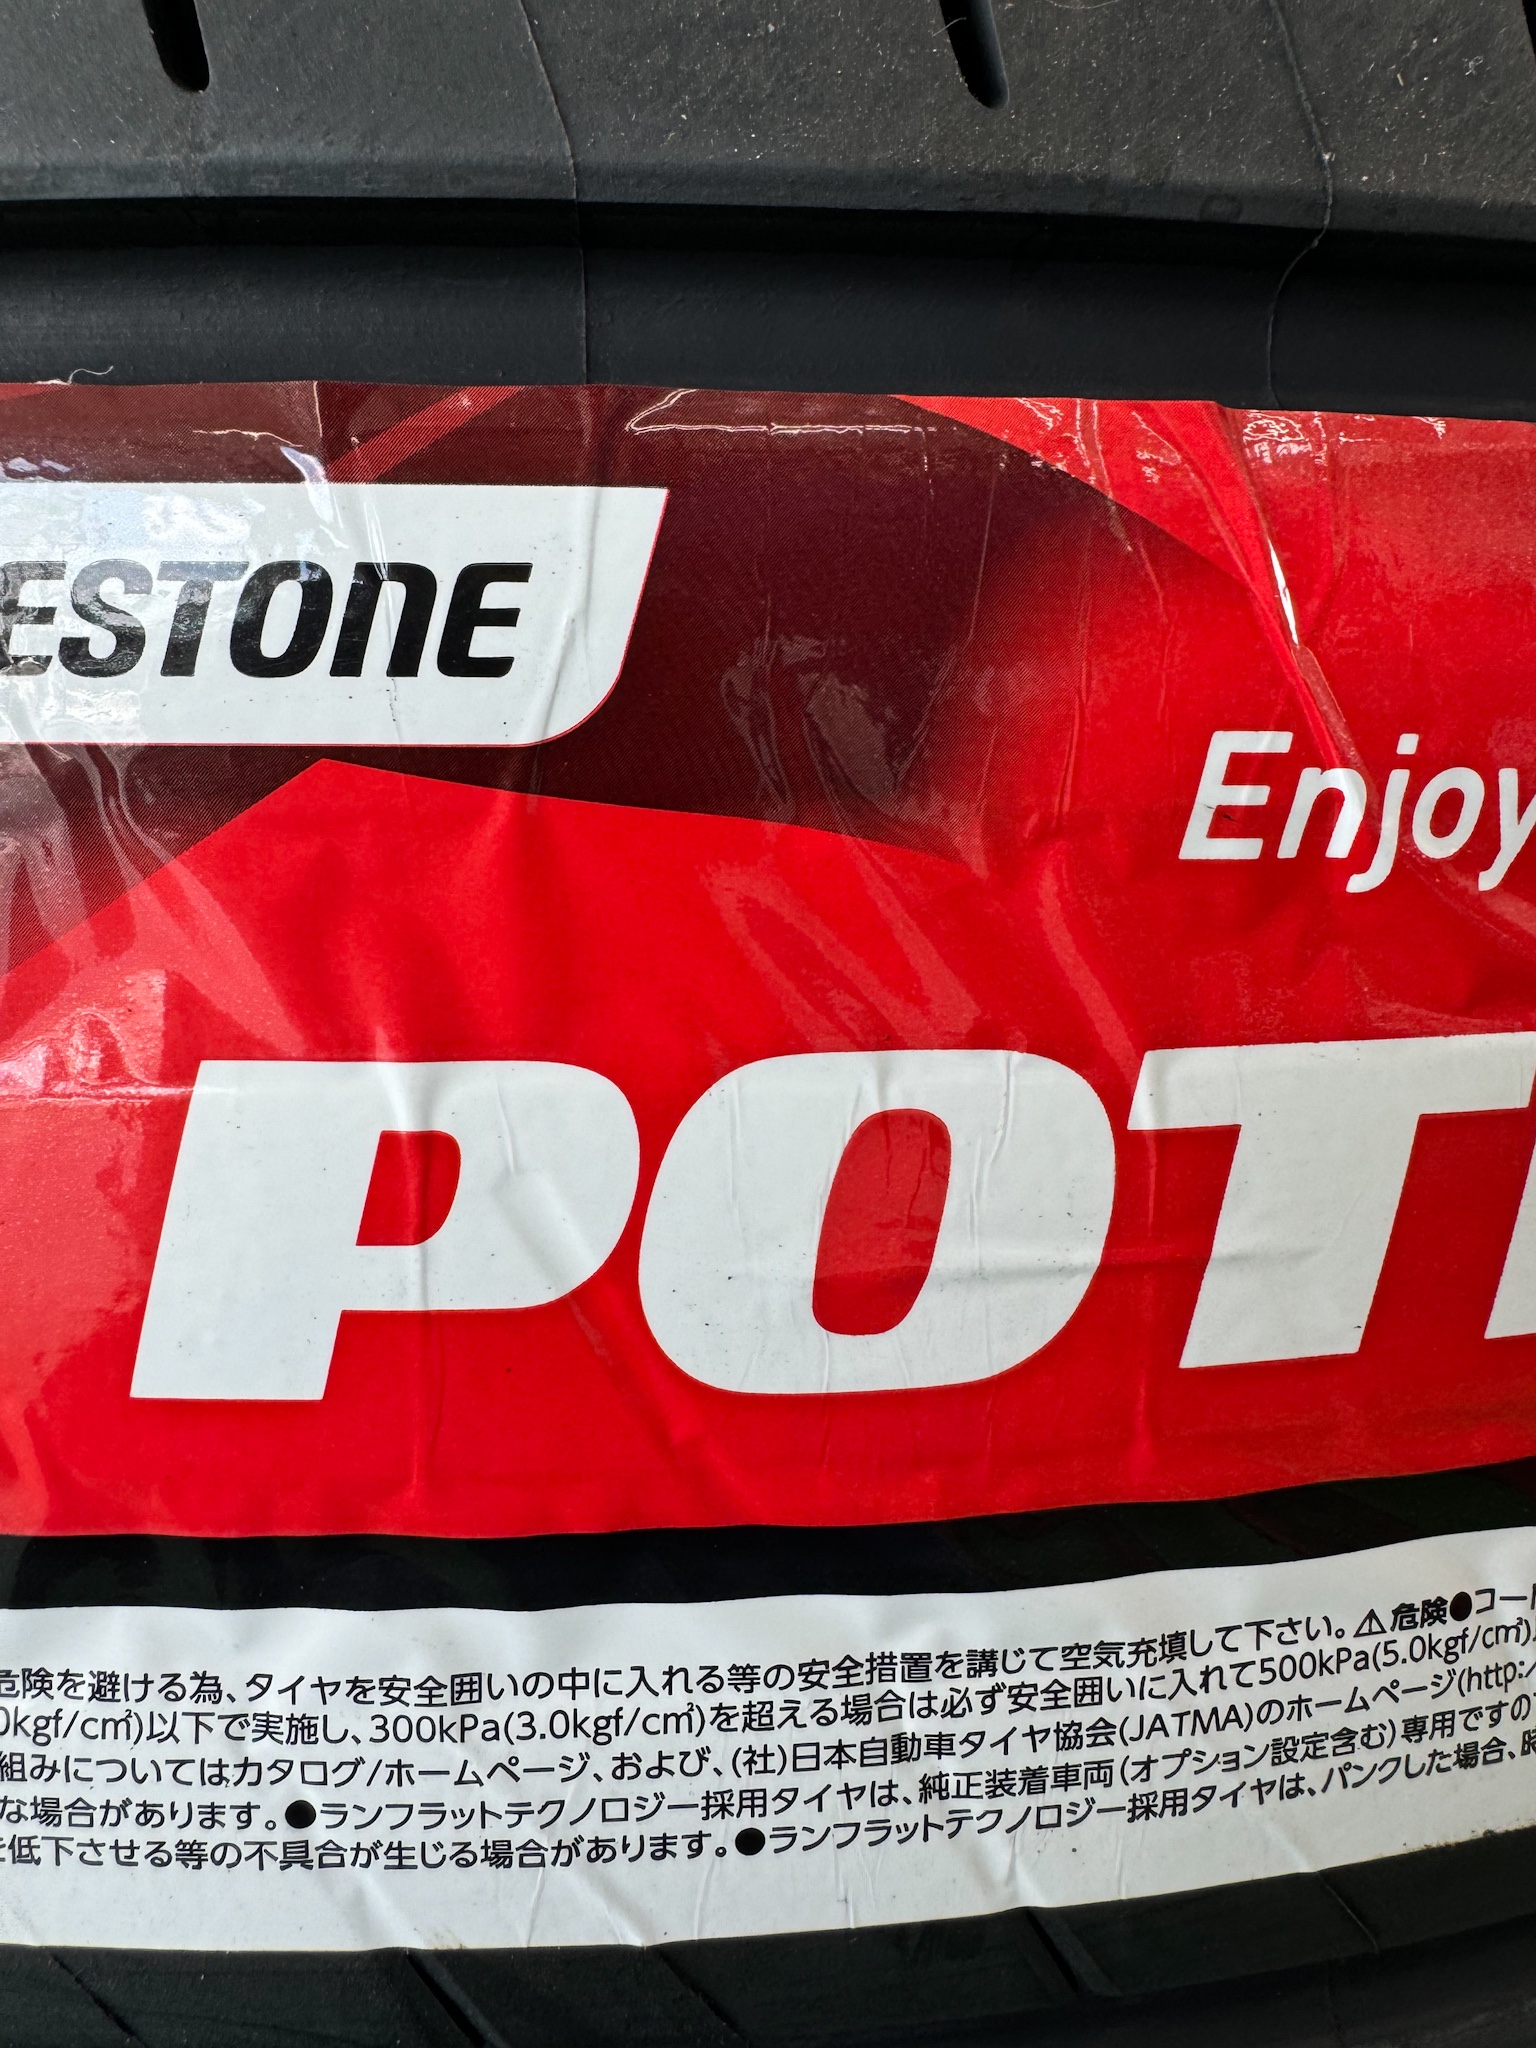 ESTONE
Enjoy
POT
危険を避ける為、タイヤを安全囲いの中に入れる等の安全措置を講じて空気充填して下さい。⚠危険●コー
0kgf/cm²)以下で実施し、300kPa(3.0kgf/cm²)を超える場合は必ず安全囲いに入れて500kPa(5.0kgf/cm²)
組みについてはカタログ/ホームページ、および、(社)日本自動車タイヤ協会(JATMA)のホームページ(http:/
な場合があります。●ランフラットテクノロジー採用タイヤは、純正装着車両(オプション設定含む)専用ですの
を低下させる等の不具合が生じる場合があります。●ランフラットテクノロジー採用タイヤは、パンクした場合、